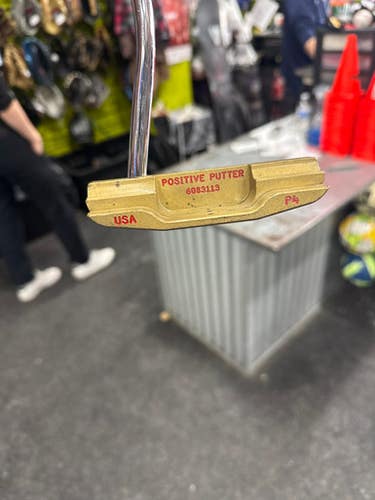 POSITIVE PUTTER
6083113
USA
P4